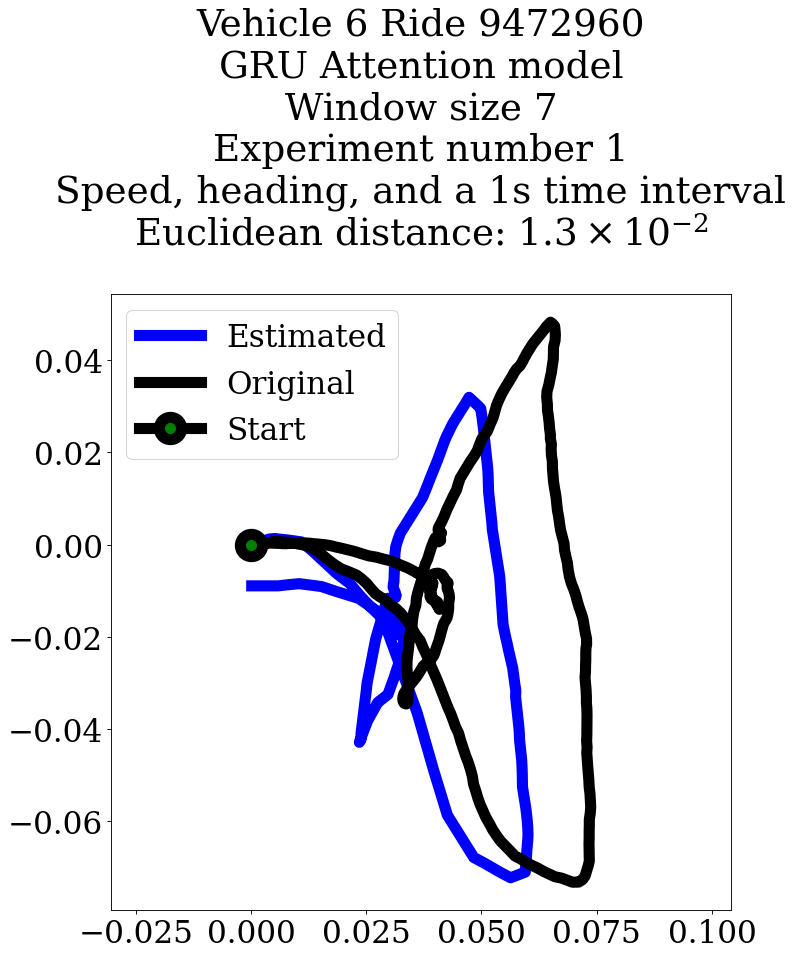 Vehicle 6 Ride 9472960
GRU Attention model
Window size 7
Experiment number 1
Speed, heading, and a 1s time interval
Euclidean distance: 1.3 × 10⁻²
Estimated
Original
Start
0.04
0.02
0.00
−0.02
−0.04
−0.06
−0.025 0.000 0.025 0.050 0.075 0.100